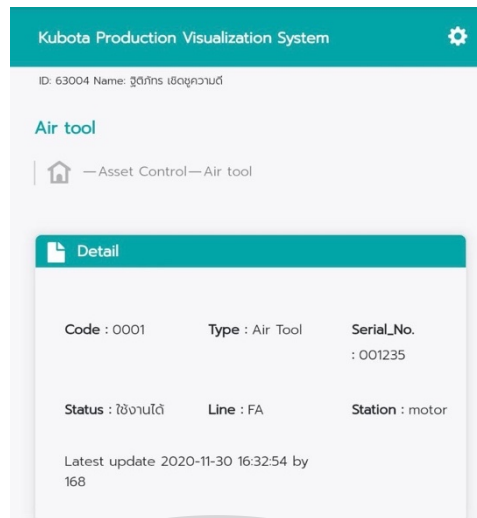 Kubota Production Visualization System
ID: 63004 Name: ฐิติภัทร เชิดชูความดี
Air tool
—Asset Control—Air tool
Detail
Code : 0001 Type : Air Tool Serial_No.
: 001235
Status : ใช้งานได้ Line : FA Station : motor
Latest update 2020-11-30 16:32:54 by
168